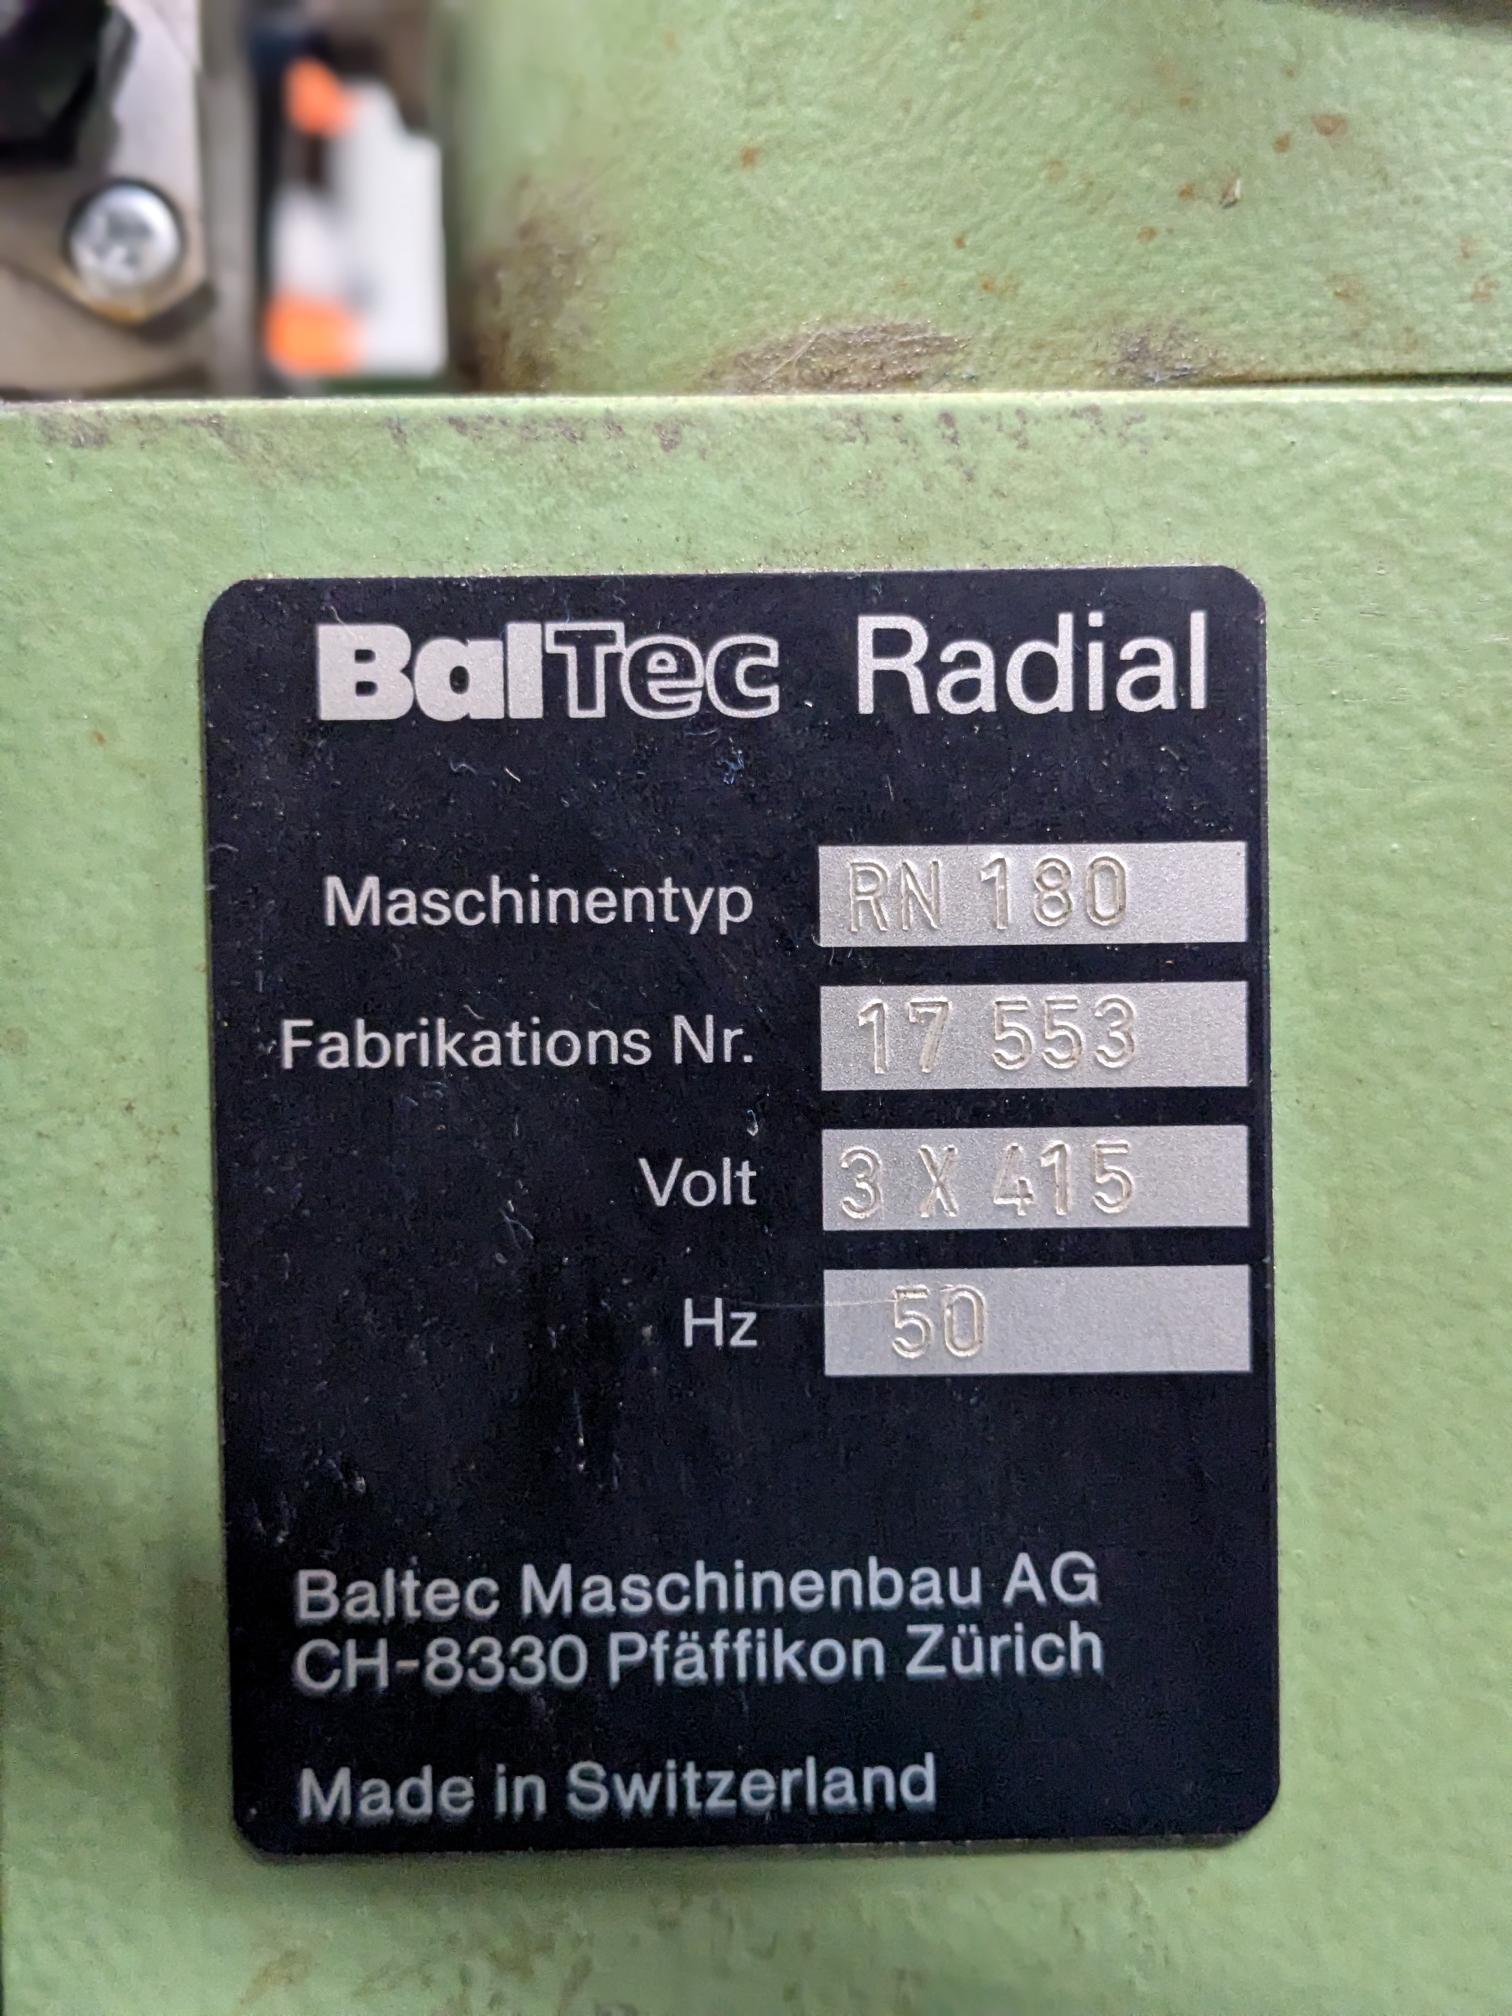 BalTec Radial
Maschinentyp RN 180
Fabrikations Nr. 17 553
Volt 3 X 415
Hz 50
Baltec Maschinenbau AG
CH-8330 Pfäffikon Zürich
Made in Switzerland